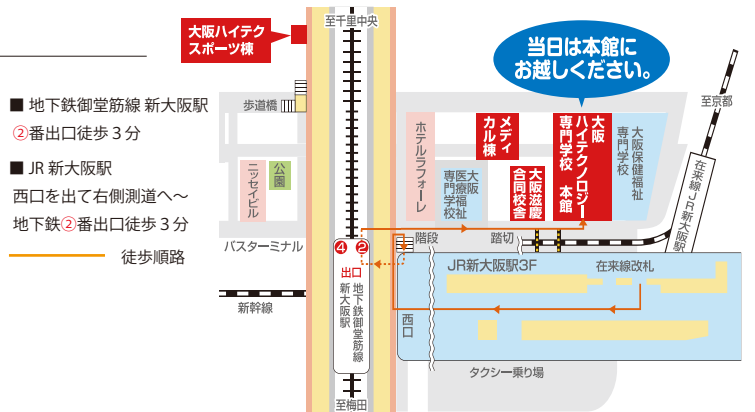 大阪ハイテク
スポーツ棟
至千里中央
当日は本館に
お越しください。
■ 地下鉄御堂筋線 新大阪駅
②番出口徒歩3分
■ JR 新大阪駅
西口を出て右側測道へ〜
地下鉄②番出口徒歩3分
徒歩順路
歩道橋
至京都
ホテルラフォーレ
メディ
カル棟
大阪
ハイテクノロジー
専門学校 本館
大阪保健福祉
専門学校
ニッセイビル
公園
大阪
医療福祉
専門学校
大阪滋慶
合同校舎
在来線JR新大阪駅
バスターミナル
④
②
出口
階段
踏切
地下鉄御堂筋線
新大阪駅
JR新大阪駅3F
在来線改札
新幹線
西口
タクシー乗り場
至梅田